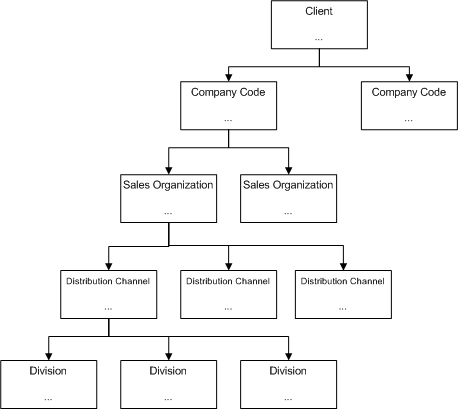 Client
...
Company Code
...
Company Code
...
Sales Organization
...
Sales Organization
...
Distribution Channel
...
Distribution Channel
...
Distribution Channel
...
Division
...
Division
...
Division
...